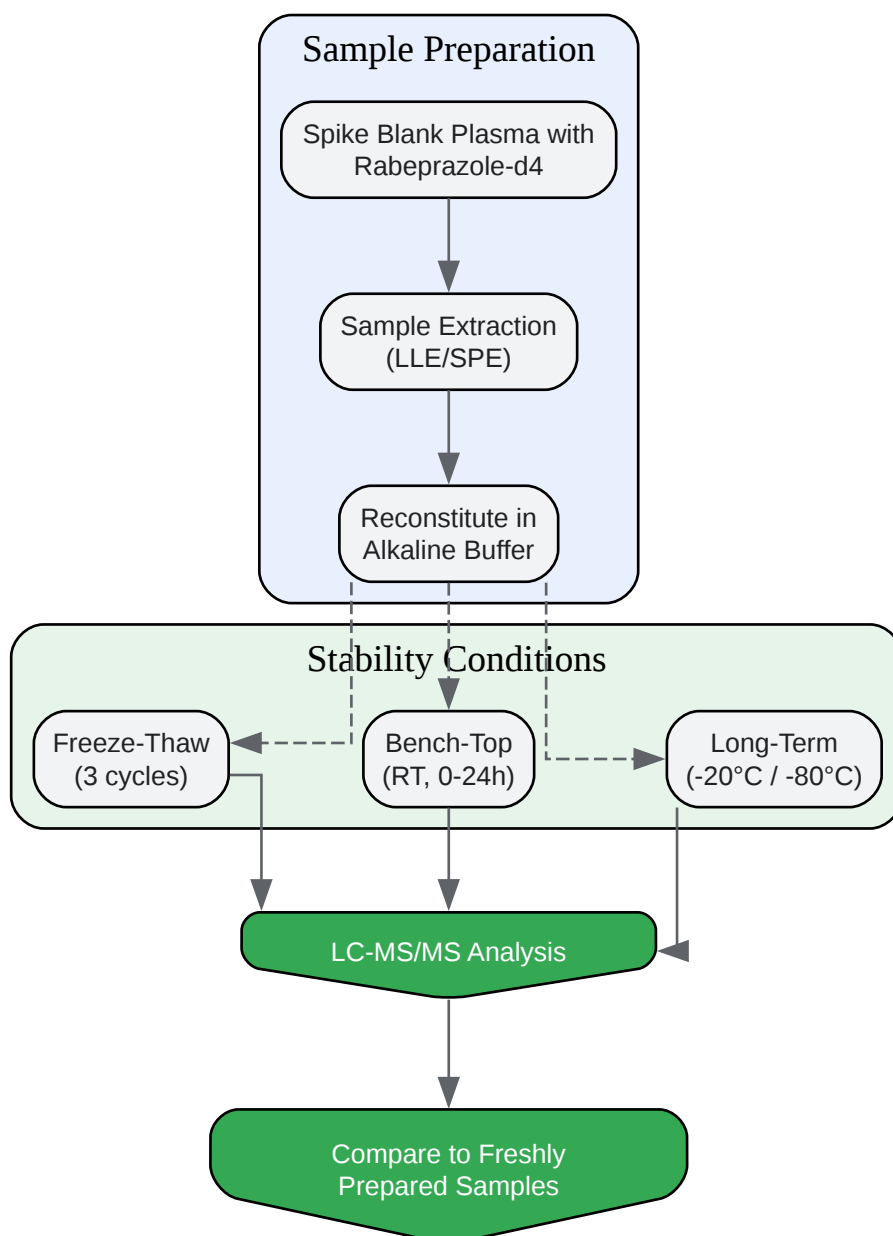 Sample Preparation
Spike Blank Plasma with
Rabeprazole-d4
Sample Extraction
(LLE/SPE)
Reconstitute in
Alkaline Buffer
Stability Conditions
Freeze-Thaw
(3 cycles)
Bench-Top
(RT, 0-24h)
Long-Term
(-20°C / -80°C)
LC-MS/MS Analysis
Compare to Freshly
Prepared Samples